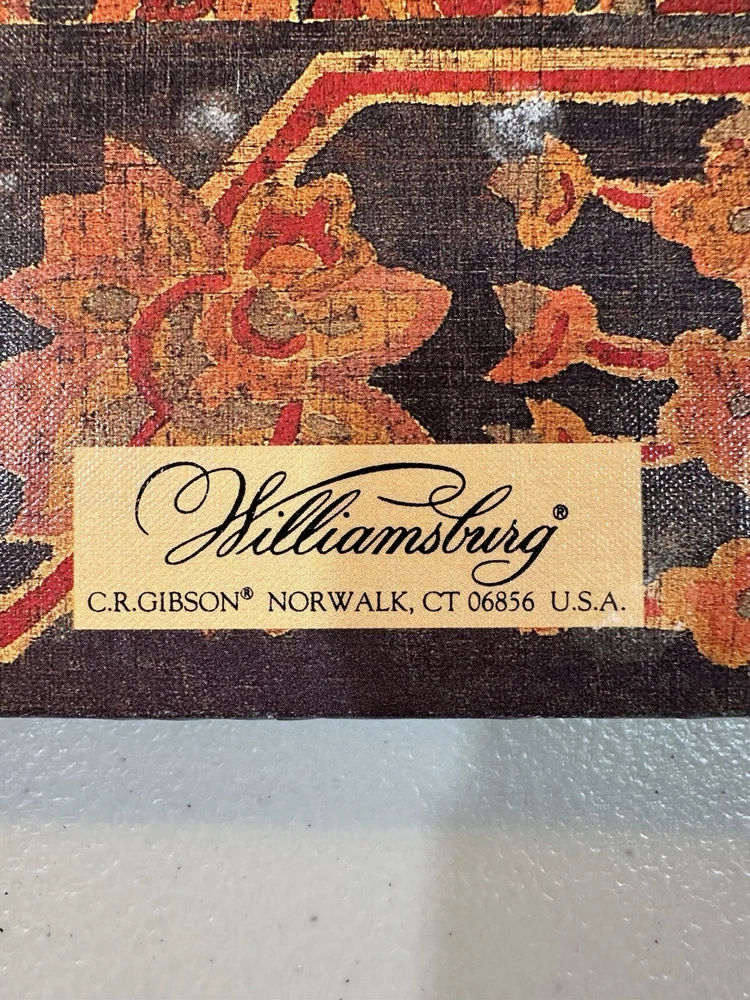 Williamsburg®
C.R.GIBSON® NORWALK, CT 06856 U.S.A.